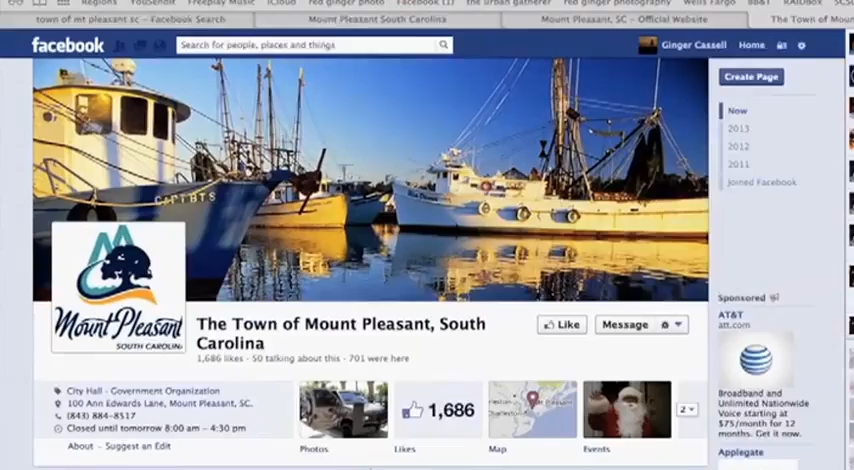 Regions YouSendIt Freeplay Music iCloud red ginger photo Facebook (1) the urban gatherer red ginger photography Wells Fargo BB&T RAIDBox
town of mt pleasant sc – Facebook Search
Mount Pleasant South Carolina
Mount Pleasant, SC – Official Website
The Town of Moun
facebook
Search for people, places and things
Ginger Cassell
Home
Create Page
Now
2013
2012
2011
Joined Facebook
Mount Pleasant
SOUTH CAROLINA
The Town of Mount Pleasant, South
Carolina
1,686 likes · 50 talking about this · 701 were here
Like
Message
City Hall · Government Organization
100 Ann Edwards Lane, Mount Pleasant, SC.
(843) 884-8517
Closed until tomorrow 8:00 am – 4:30 pm
About – Suggest an Edit
Photos
1,686
Likes
Charleston
Map
Events
2
Sponsored
AT&T
att.com
Broadband and
Unlimited Nationwide
Voice starting at
$75/month for 12
months. Get it now.
Applegate